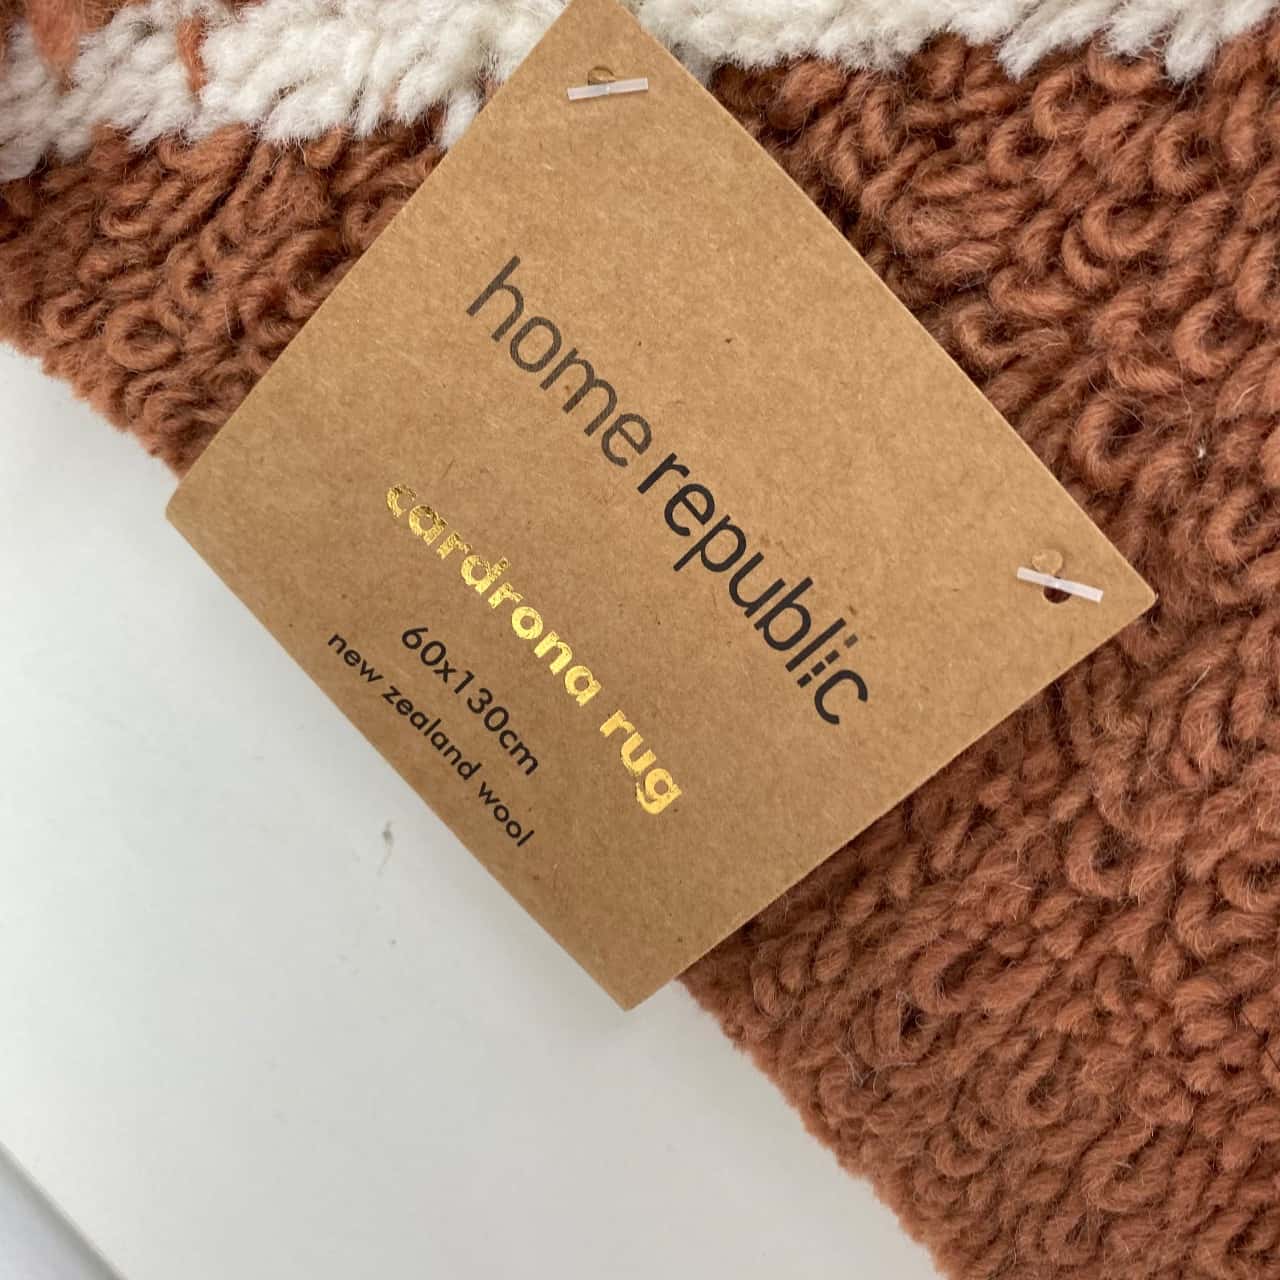 home republic
cardrona rug
60x130cm
new zealand wool